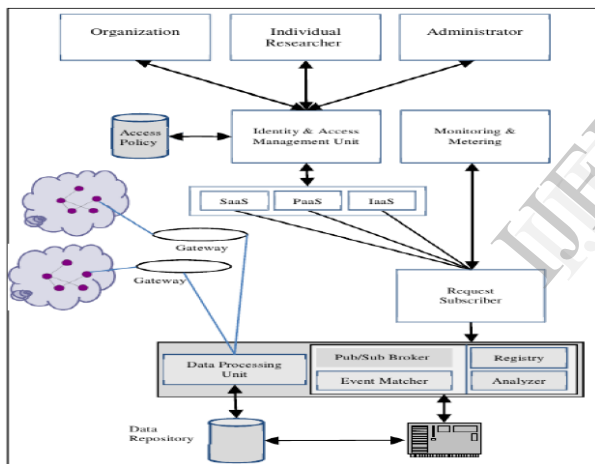 Organization
Individual
Researcher
Administrator
Access
Policy
Identity & Access
Management Unit
Monitoring &
Metering
SaaS
PaaS
IaaS
Gateway
Gateway
Request
Subscriber
Data Processing
Unit
Pub/Sub Broker
Registry
Event Matcher
Analyzer
Data
Repository